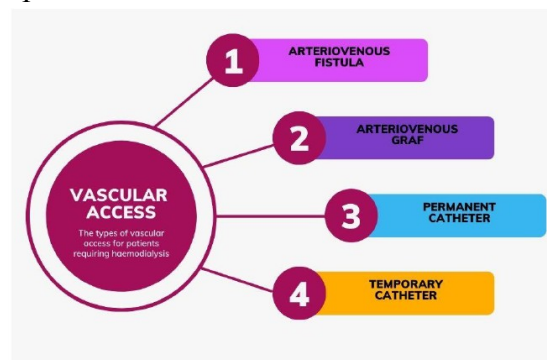 VASCULAR
ACCESS
The types of vascular
access for patients
requiring haemodialysis
1
ARTERIOVENOUS
FISTULA
2
ARTERIOVENOUS
GRAF
3
PERMANENT
CATHETER
4
TEMPORARY
CATHETER